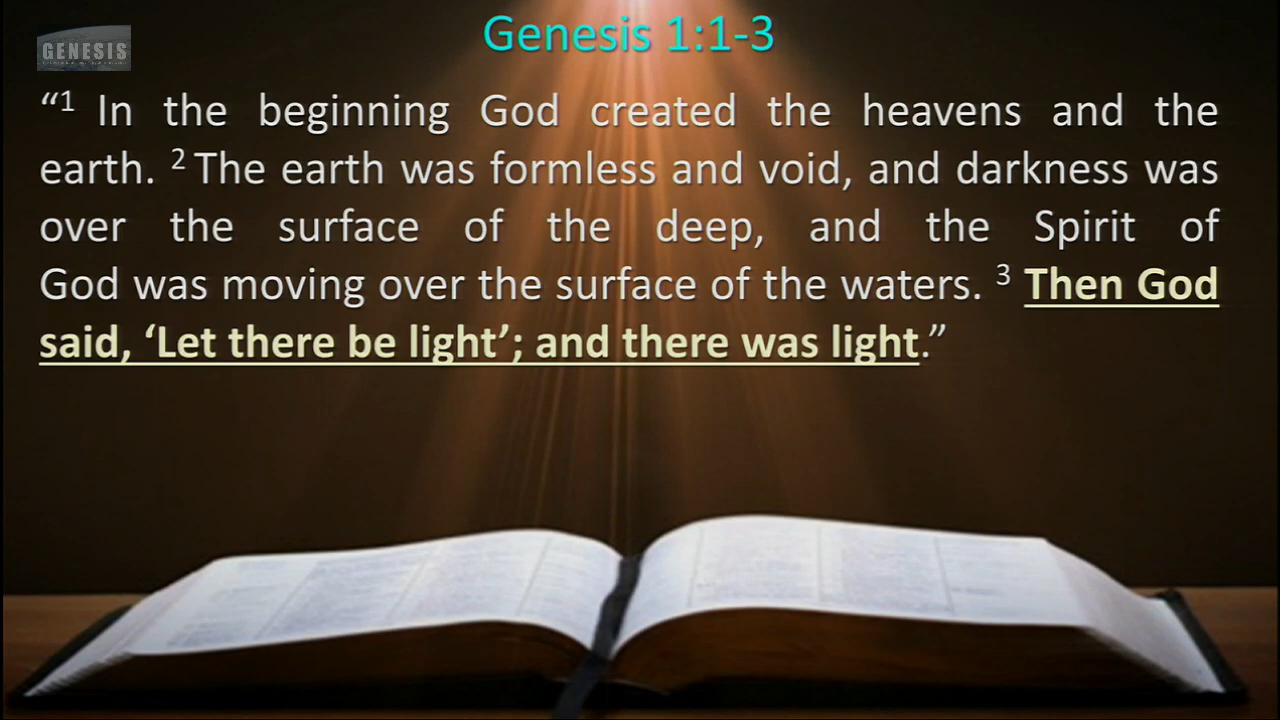 GENESIS
Genesis 1:1-3
“1 In the beginning God created the heavens and the
earth. 2 The earth was formless and void, and darkness was
over the surface of the deep, and the Spirit of
God was moving over the surface of the waters. 3 Then God
said, ‘Let there be light’; and there was light.”